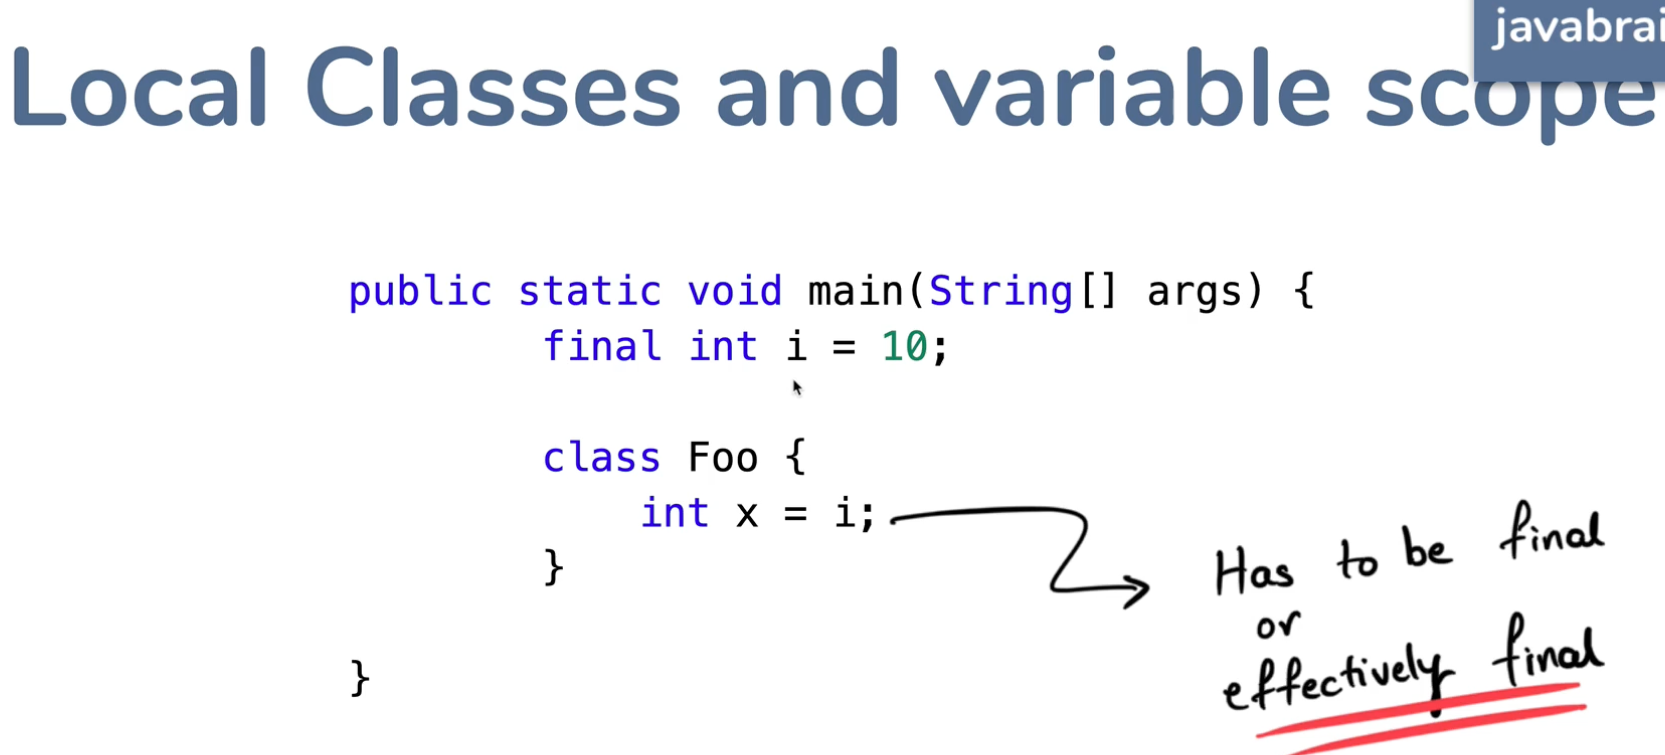 javabrai
Local Classes and variable scope
public static void main(String[] args) {
final int i = 10;
class Foo {
int x = i;
}
Has to be final
or
effectively final
}